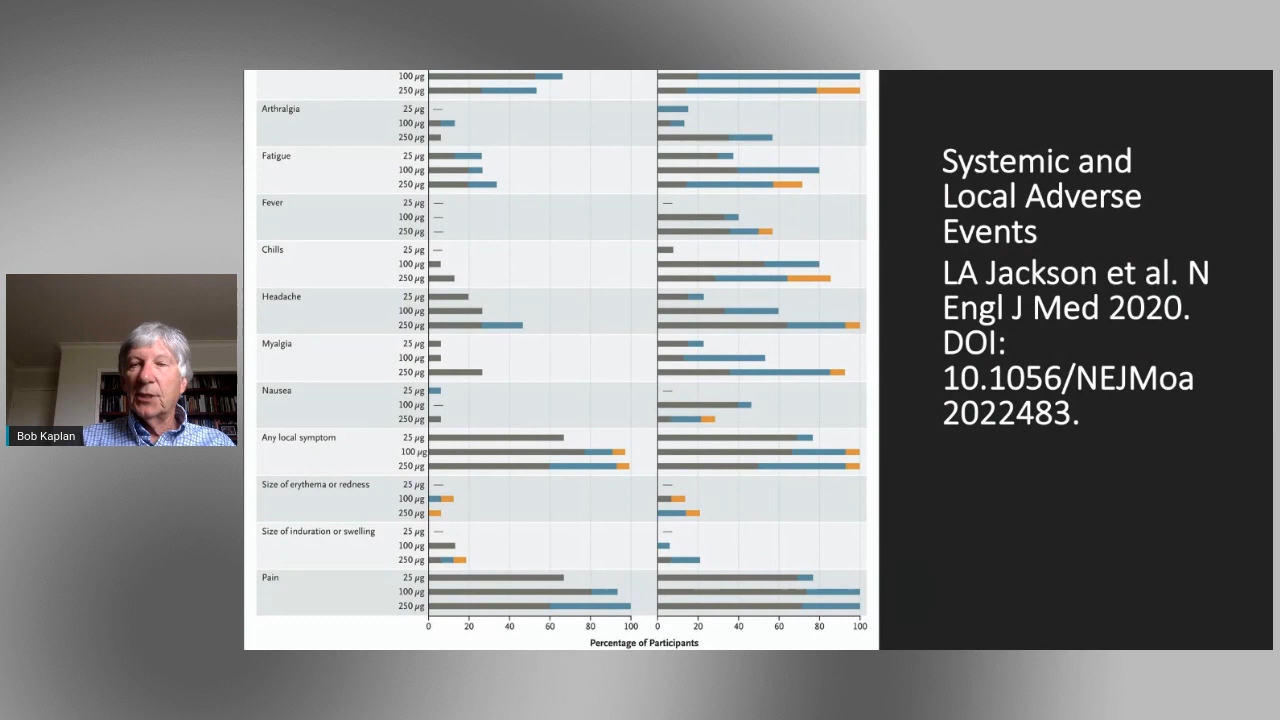 100 µg
250 µg
Arthralgia
25 µg
100 µg
250 µg
Fatigue
25 µg
100 µg
250 µg
Fever
25 µg
100 µg
250 µg
Chills
25 µg
100 µg
250 µg
Headache
25 µg
100 µg
250 µg
Myalgia
25 µg
100 µg
250 µg
Nausea
25 µg
100 µg
250 µg
Any local symptom
25 µg
100 µg
250 µg
Size of erythema or redness
25 µg
100 µg
250 µg
Size of induration or swelling
25 µg
100 µg
250 µg
Pain
25 µg
100 µg
250 µg
0 20 40 60 80 100
0 20 40 60 80 100
Percentage of Participants
Systemic and
Local Adverse
Events
LA Jackson et al. N
Engl J Med 2020.
DOI:
10.1056/NEJMoa
2022483.
Bob Kaplan